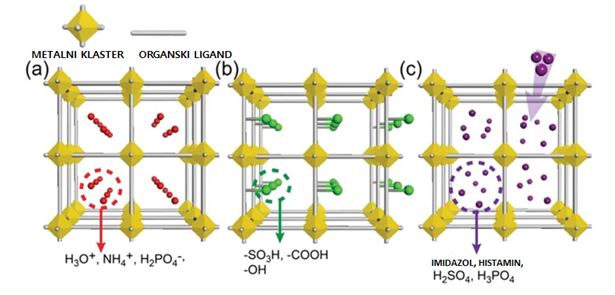 METALNI KLASTER
ORGANSKI LIGAND
(a)
(b)
(c)
H3O+, NH4+, H2PO4-,
-SO3H, -COOH
-OH
IMIDAZOL, HISTAMIN,
H2SO4, H3PO4